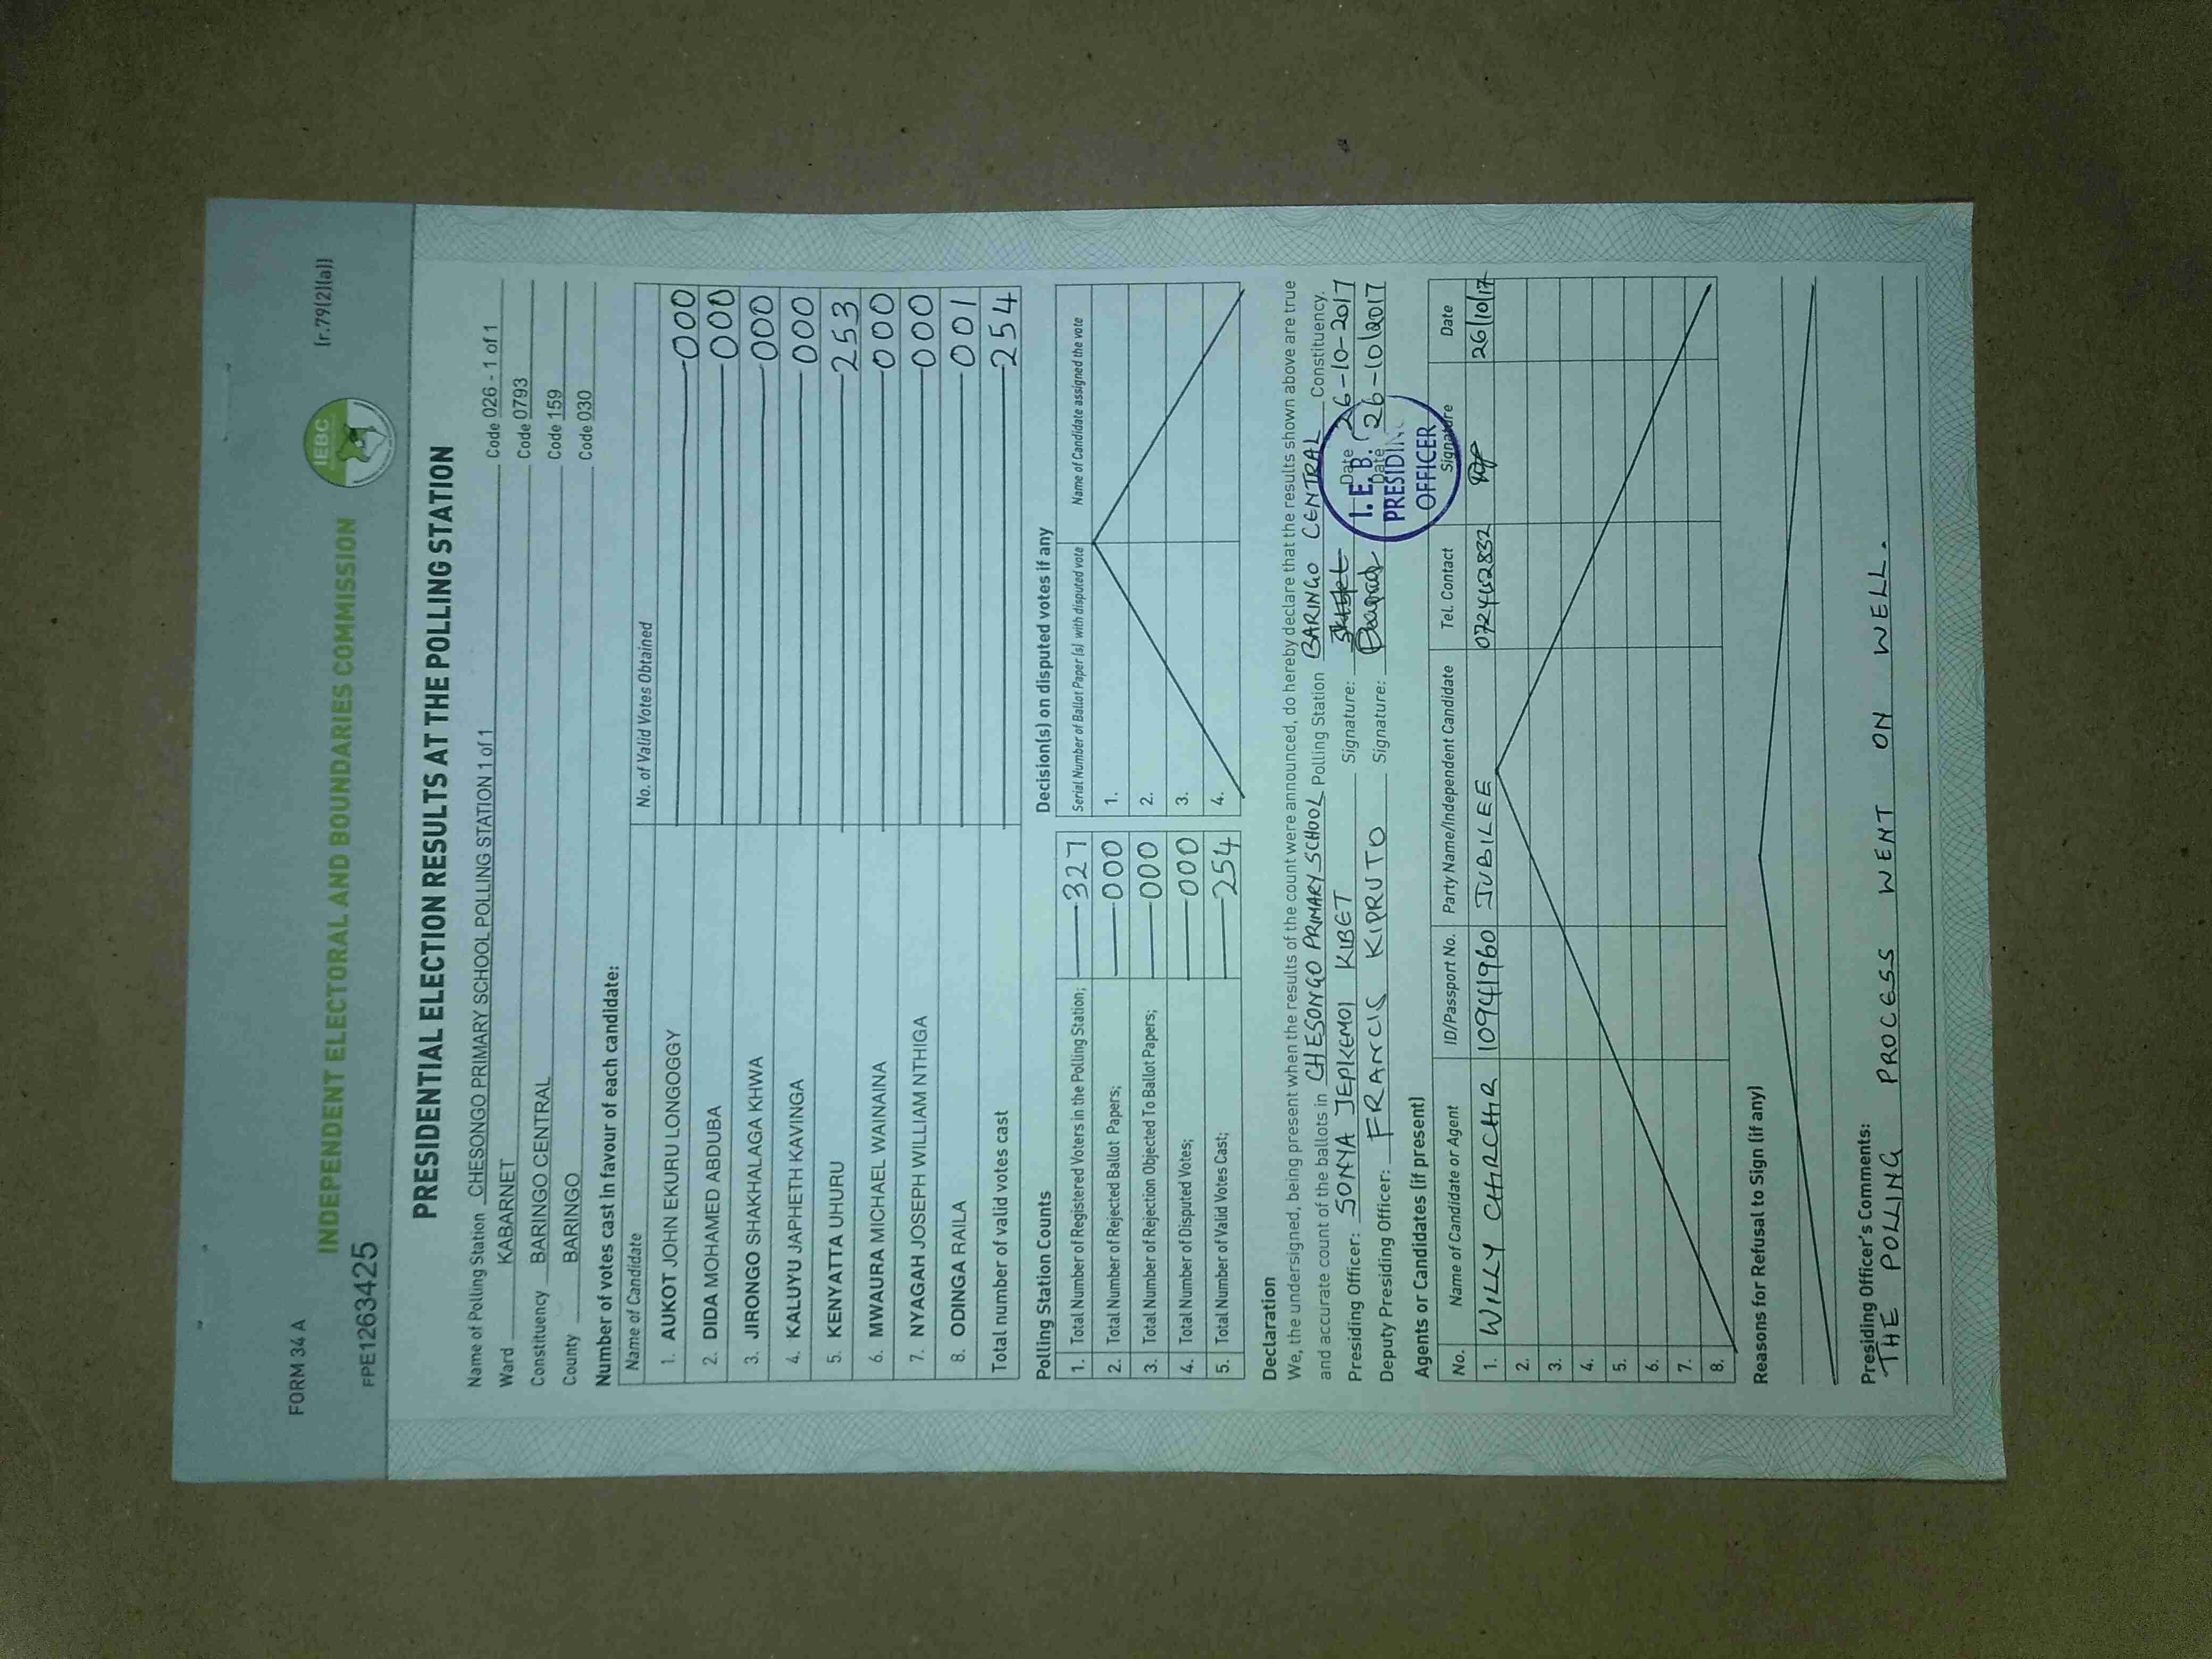 FORM 34 A
(r.79(2)(a))
IEBC
INDEPENDENT ELECTORAL AND BOUNDARIES COMMISSION
FPE12634425
PRESIDENTIAL ELECTION RESULTS AT THE POLLING STATION
Name of Polling Station CHESONGO PRIMARY SCHOOL POLLING STATION 1 of 1 Code 026 - 1 of 1
Ward KABARNET Code 0793
Constituency BARINGO CENTRAL Code 159
County BARINGO Code 030
Number of votes cast in favour of each candidate:
Name of Candidate No. of Valid Votes Obtained
1. AUKOT JOHN EKURU LONGOGGY 000
2. DIDA MOHAMED ABDUBA 000
3. JIRONGO SHAKHALAGA KHWA 000
4. KALUYU JAPHETH KAVINGA 000
5. KENYATTA UHURU 253
6. MWAURA MICHAEL WAINAINA 000
7. NYAGAH JOSEPH WILLIAM NTHIGA 000
8. ODINGA RAILA 001
Total number of valid votes cast 254
Polling Station Counts
1. Total Number of Registered Voters in the Polling Station; 327
2. Total Number of Rejected Ballot Papers; 000
3. Total Number of Rejection Objected To Ballot Papers; 000
4. Total Number of Disputed Votes; 000
5. Total Number of Valid Votes Cast; 254
Decision(s) on disputed votes if any
Serial Number of Ballot Paper (s) with disputed vote Name of Candidate assigned the vote
1.
2.
3.
4.
Declaration
We, the undersigned, being present when the results of the count were announced, do hereby declare that the results shown above are true
and accurate count of the ballots in CHESONGO PRIMARY SCHOOL Polling Station BARINGO CENTRAL Constituency.
Presiding Officer: SONYA JEPKEMOI KIBET Signature: Date 26-10-2017
Deputy Presiding Officer: FRANCIS KIPRUTO Signature: Date 26-10/2017
I. E. B.
PRESIDING
OFFICER
Agents or Candidates (if present)
No. Name of Candidate or Agent ID/Passport No. Party Name/Independent Candidate Tel. Contact Signature Date
1. WILLY CHIRCHIR JUBILEE 26/10/17
2.
3.
4.
5.
6.
7.
8.
Reasons for Refusal to Sign (if any)
Presiding Officer's Comments:
THE POLLING PROCESS WENT ON WELL.